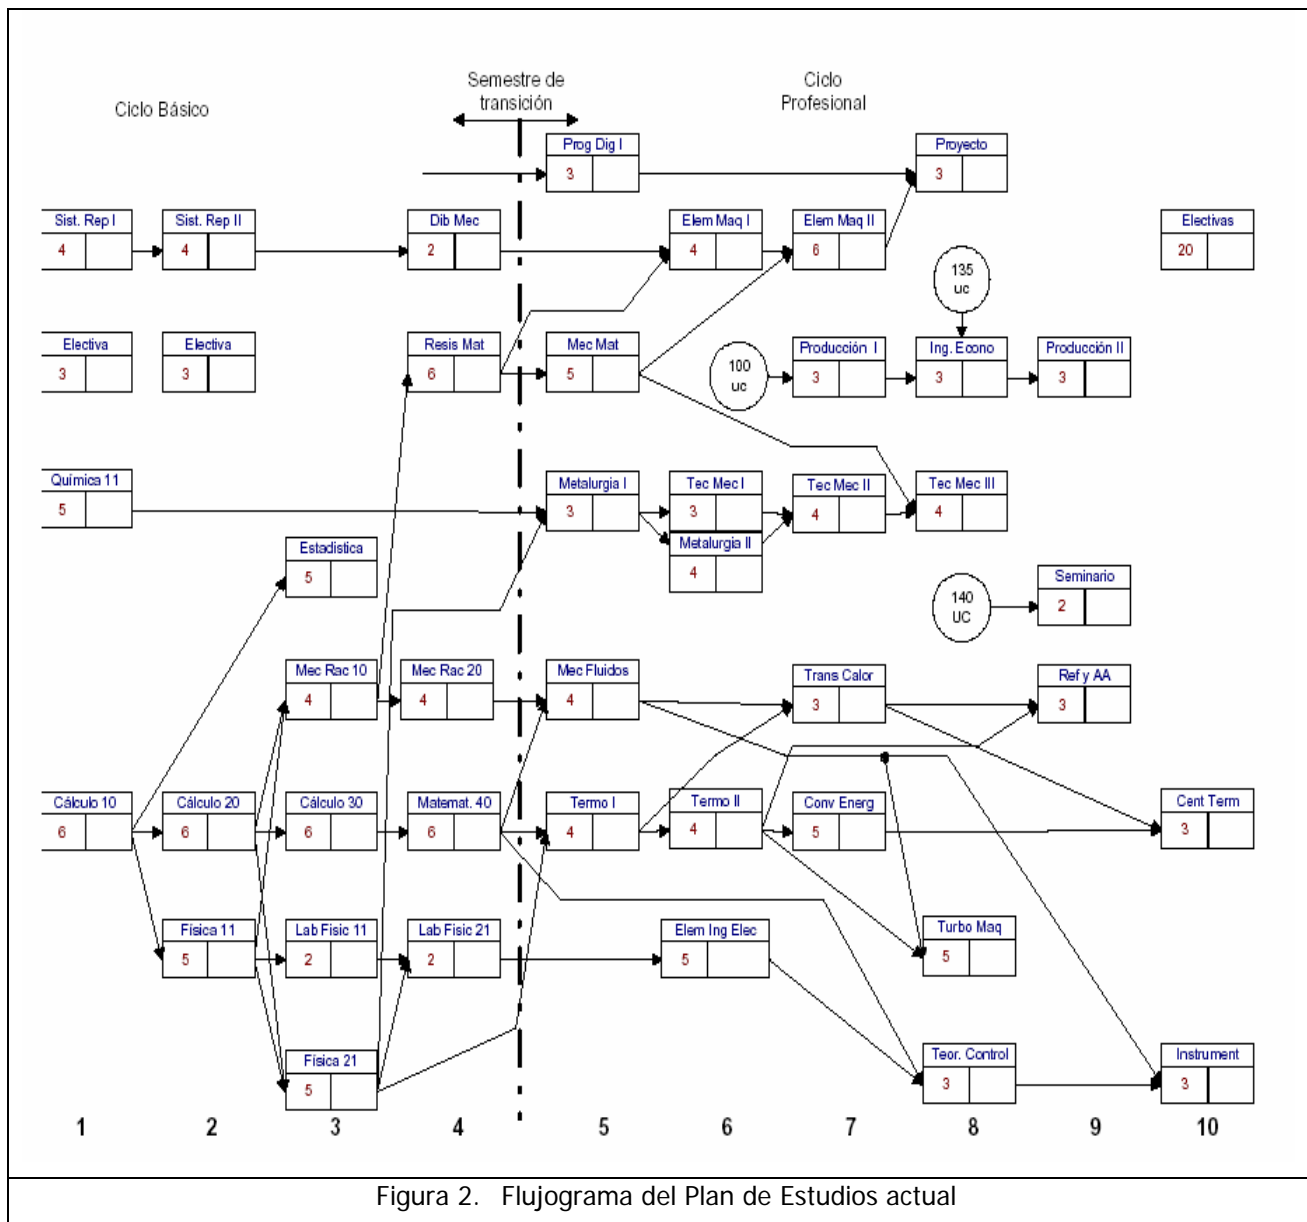 Ciclo Básico
Semestre de
transición
Ciclo
Profesional
Prog Dig I
3
Proyecto
3
Sist. Rep I
4
Sist. Rep II
4
Dib Mec
2
Elem Maq I
4
Elem Maq II
6
Electivas
20
135
uc
Electiva
3
Electiva
3
Resis Mat
6
Mec Mat
5
100
uc
Producción I
3
Ing. Econo
3
Producción II
3
Química 11
5
Metalurgia I
3
Tec Mec I
3
Tec Mec II
4
Tec Mec III
4
Metalurgia II
4
Estadística
5
140
UC
Seminario
2
Mec Rac 10
4
Mec Rac 20
4
Mec Fluidos
4
Trans Calor
3
Ref y AA
3
Cálculo 10
6
Cálculo 20
6
Cálculo 30
6
Matemat. 40
6
Termo I
4
Termo II
4
Conv Energ
5
Cent Term
3
Física 11
5
Lab Fisic 11
2
Lab Fisic 21
2
Elem Ing Elec
5
Turbo Maq
5
Física 21
5
Teor. Control
3
Instrument
3
1 2 3 4 5 6 7 8 9 10
Figura 2. Flujograma del Plan de Estudios actual